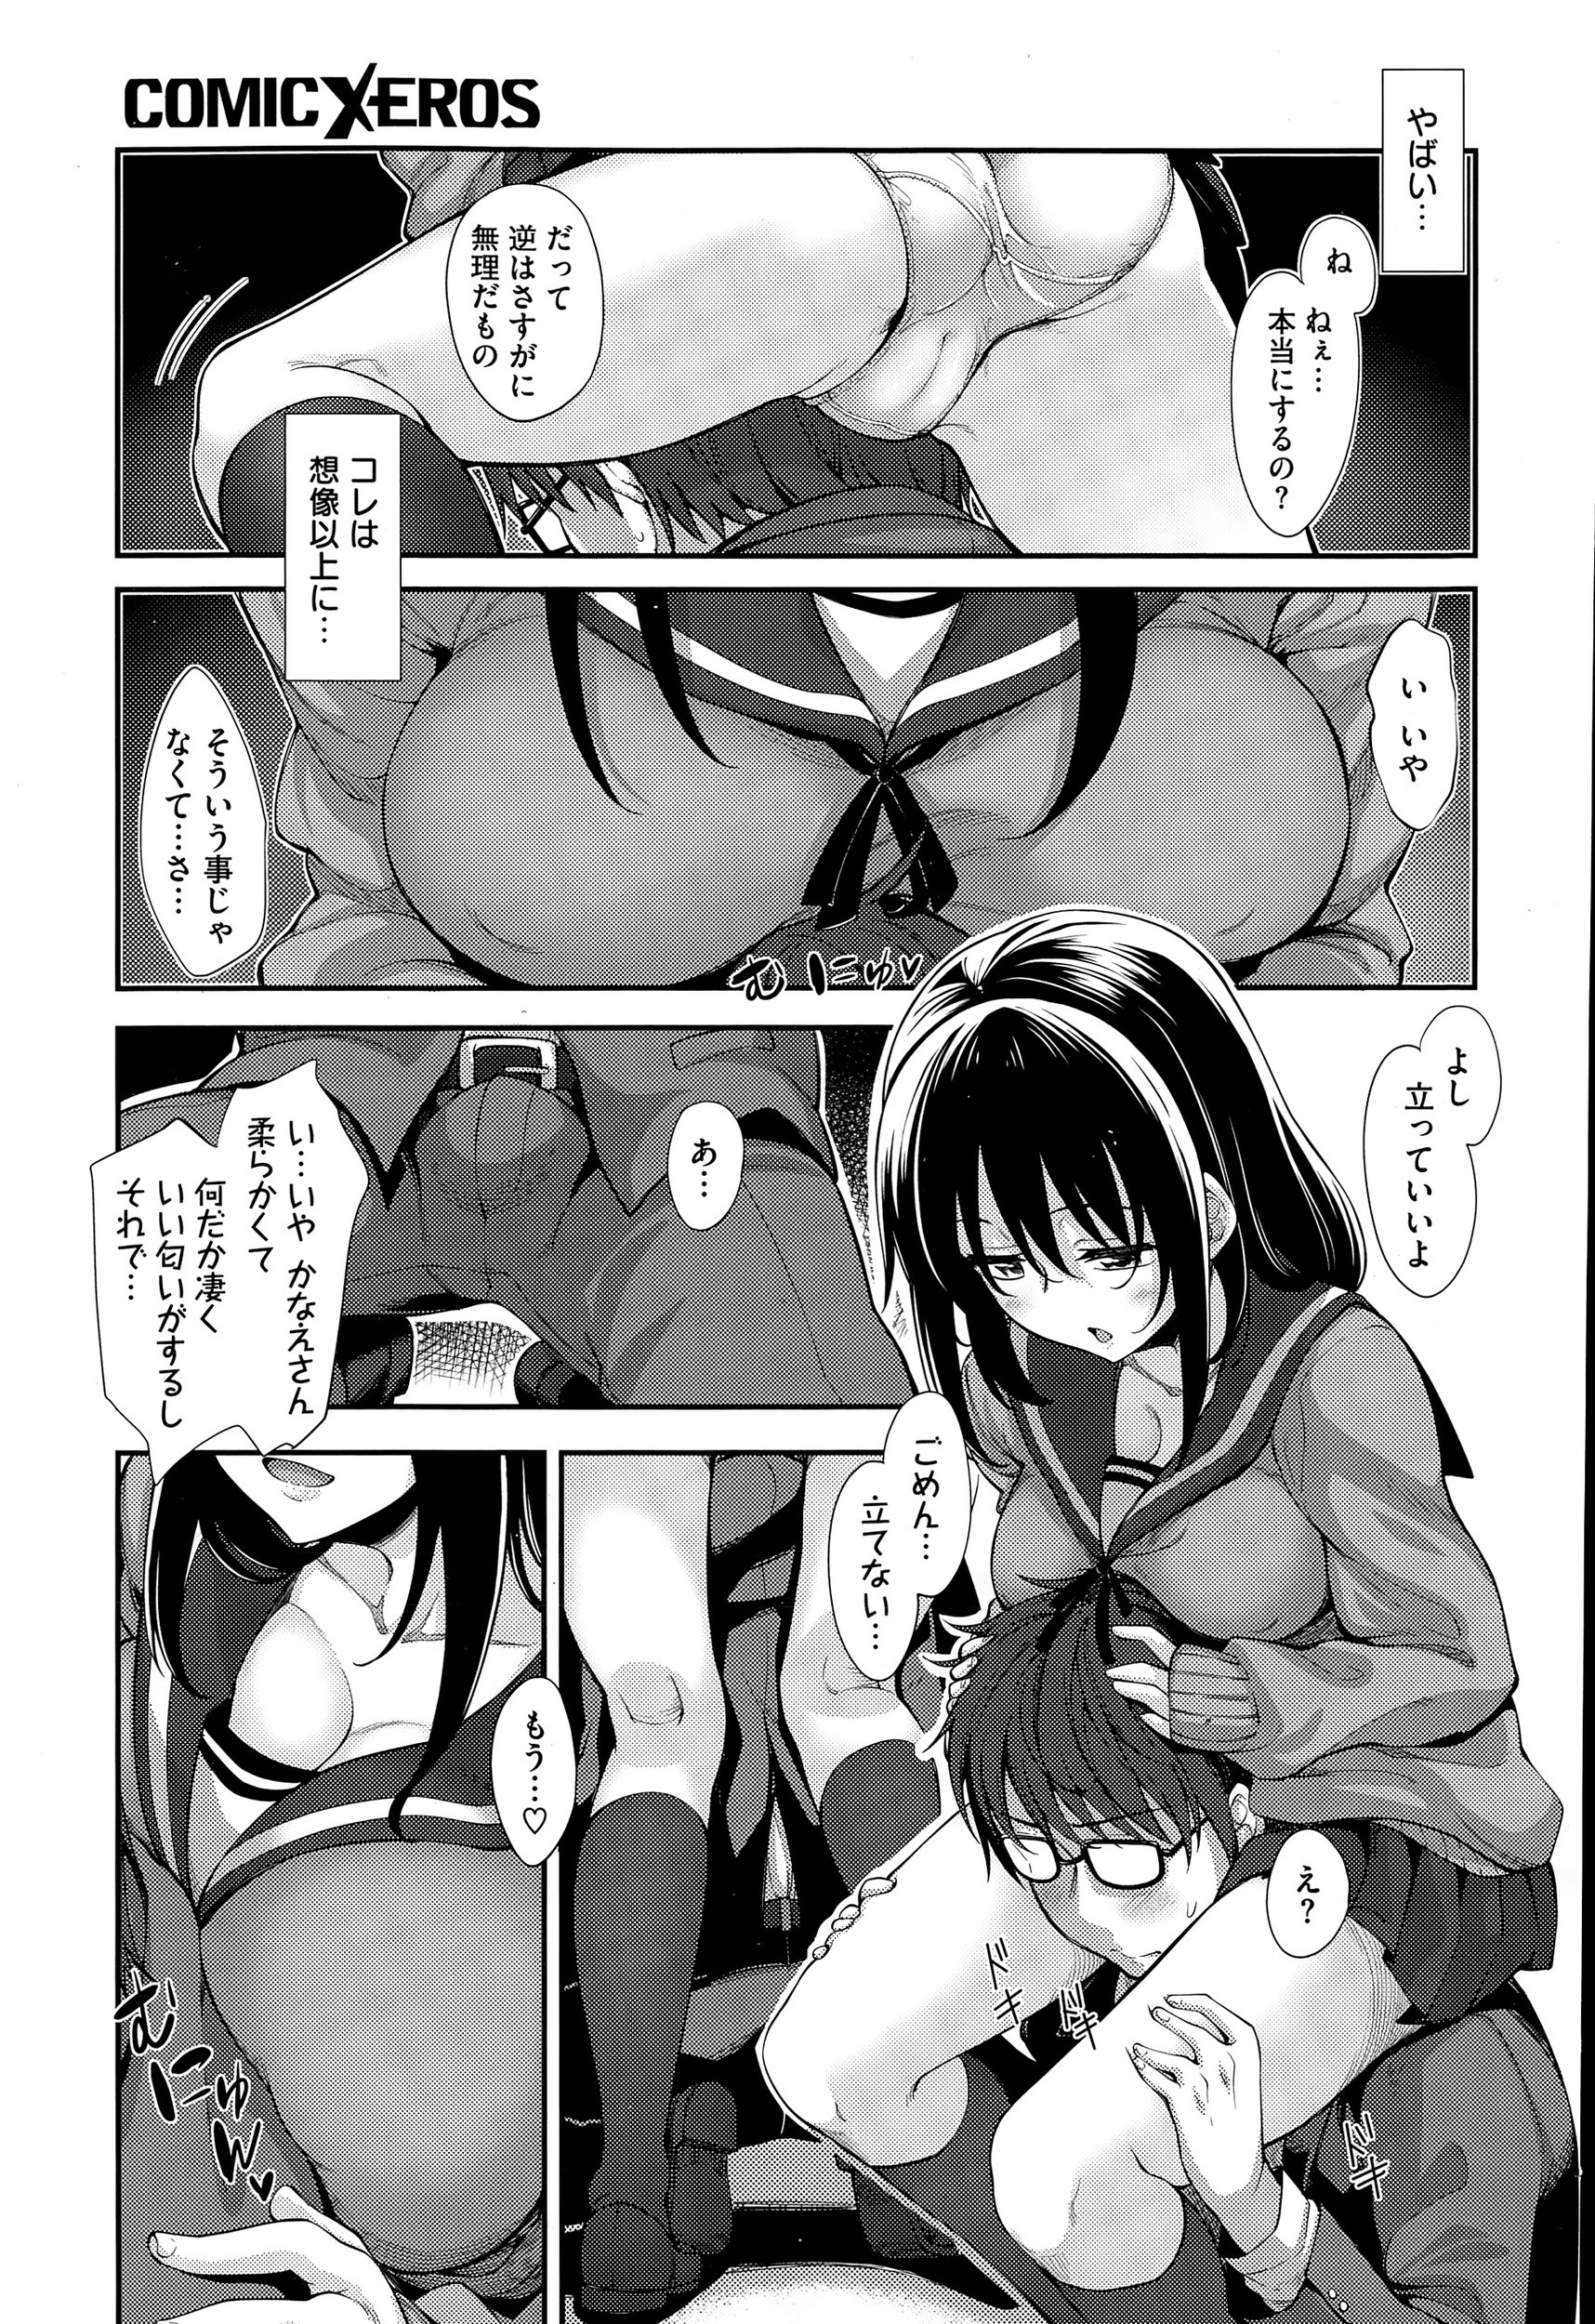 COMIC XEROS
やばい…
ね
ねぇ…
本当にするの？
だって
逆はさすがに
無理だもの
コレは
想像以上に…
い いや
そういう事じゃ
なくて…さ…
むにゅ♥
よし
立っていいよ
あ…
い…いや かなえさん
柔らかくて
何だか凄く
いい匂いがするし
それで…
ごめん…
立てない…
え？
ドキ
ドキ
ドキ
もう…♡
むにゅん♥